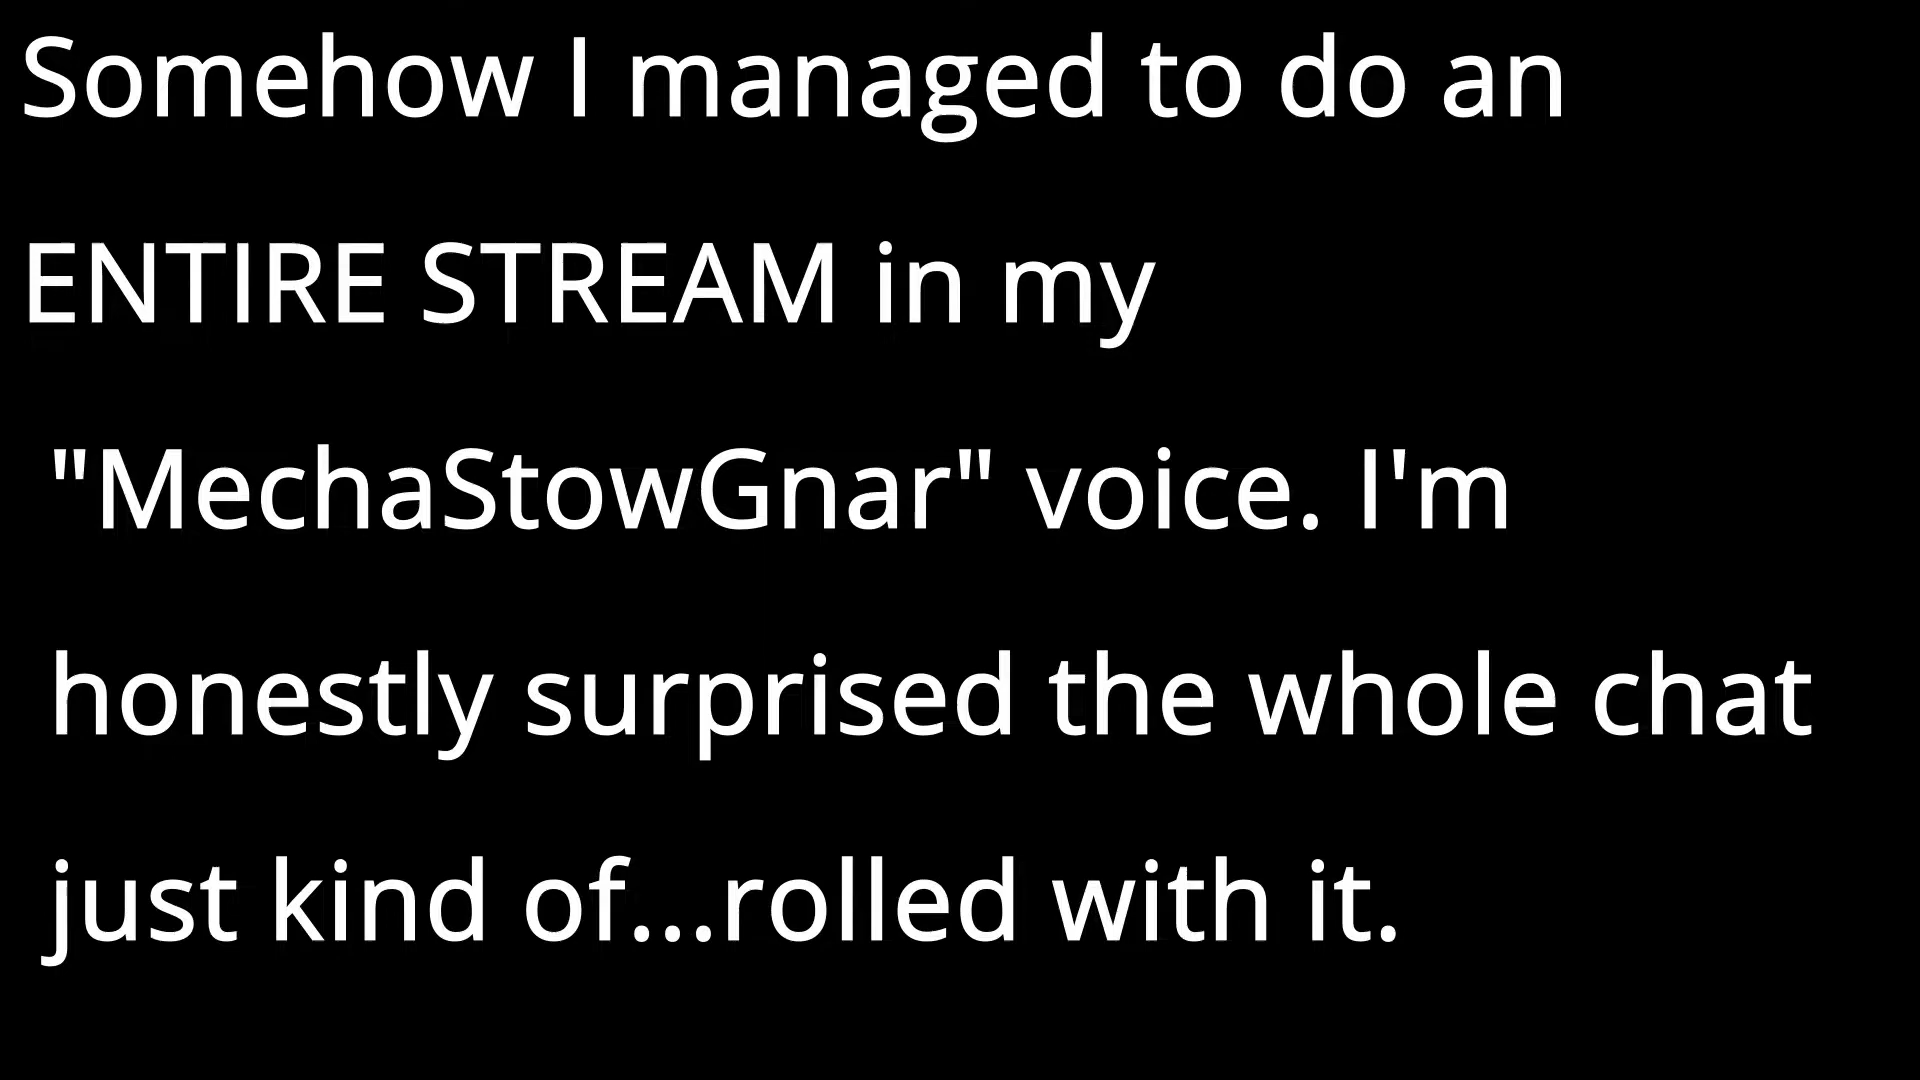 Somehow I managed to do an
ENTIRE STREAM in my
"MechaStowGnar" voice. I'm
honestly surprised the whole chat
just kind of...rolled with it.